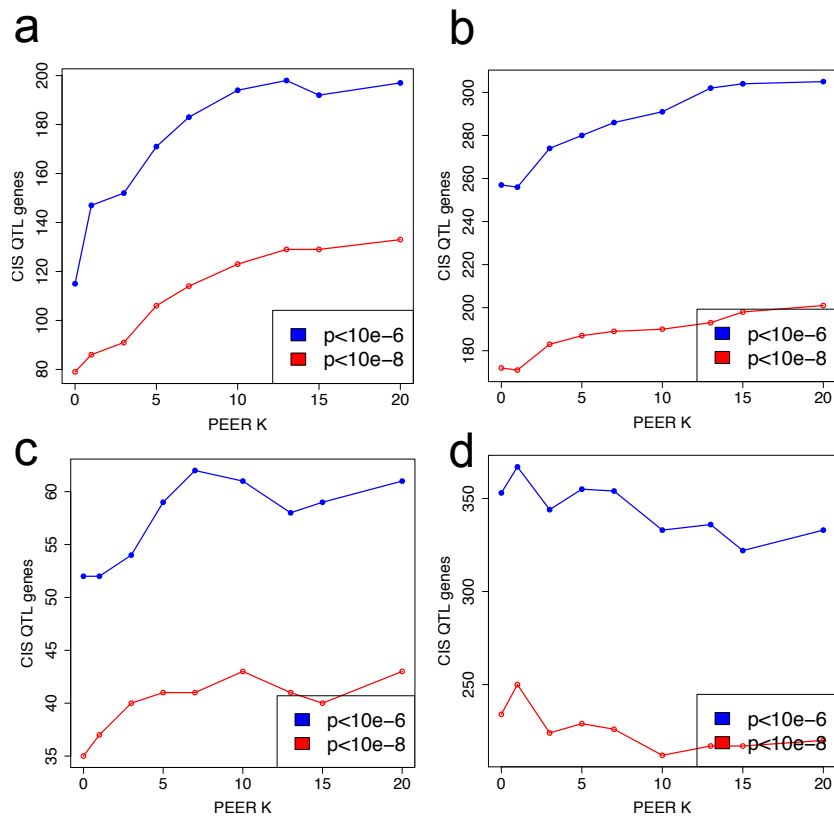 a
200
180
160
140
120
100
80
CIS QTL genes
0 5 10 15 20
PEER K
p<10e−6
p<10e−8
b
300
280
260
240
220
200
180
CIS QTL genes
0 5 10 15 20
PEER K
p<10e−6
p<10e−8
c
60
55
50
45
40
35
CIS QTL genes
0 5 10 15 20
PEER K
p<10e−6
p<10e−8
d
350
300
250
CIS QTL genes
0 5 10 15 20
PEER K
p<10e−6
p<10e−8